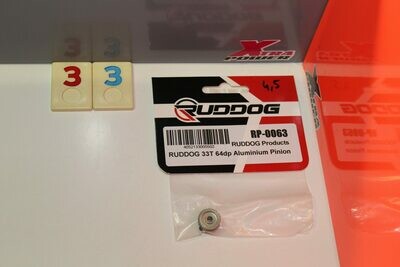 3 3
XTRA
POWER
4,5
RUDDOG
RP-0063
RUDDOG Products
RUDDOG 33T 64dp Aluminium Pinion